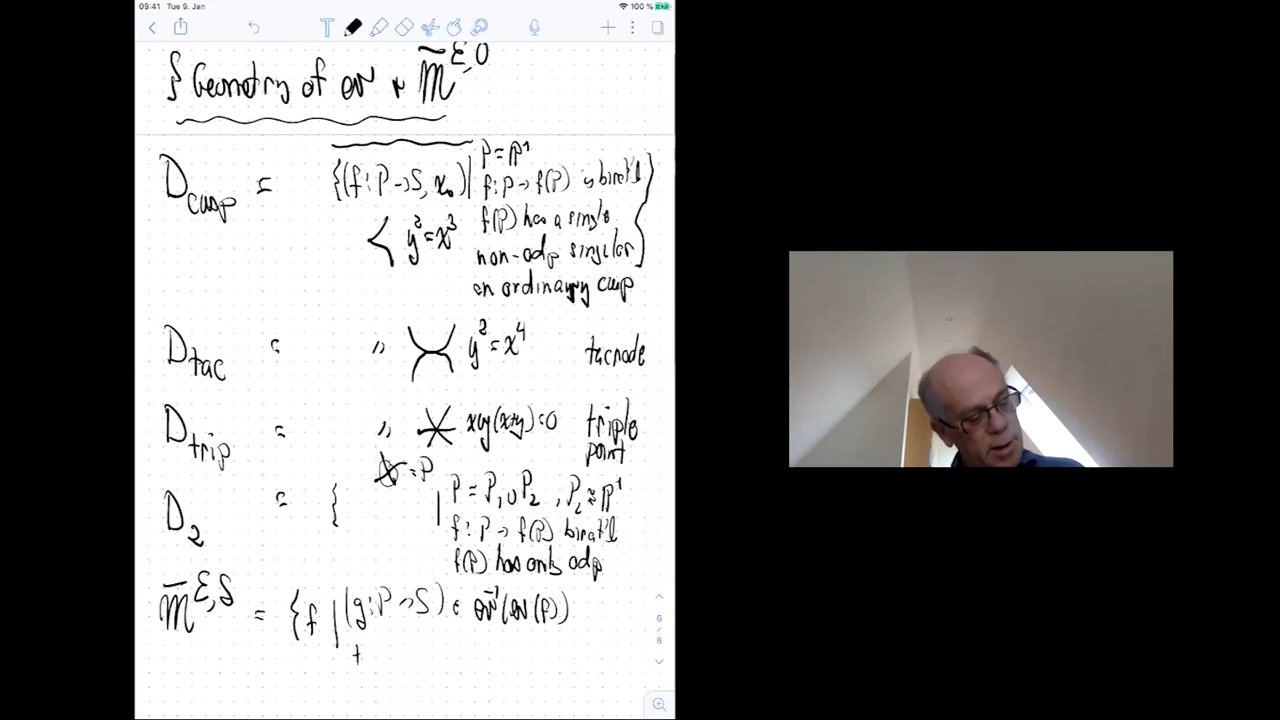 09:41 Tue 9. Jan 100 %
§ Geometry of ev M̄^{ε,0}
D_cusp = {(f: P → S, x₀) | P = ℙ¹
f: P → f(P) is birat'l
f(P) has a single
< y² = x³
non-odp singular
an ordinary cusp
D_tac = " y² = x⁴ tacnode
D_trip = " xy(x+y)=0 triple
point
= P
D_2 = { | P = P₁ ∪ P₂, P_i ≅ ℙ¹
f: P → f(P) birat'l
f(P) has only odp
= {f | (g: P → S) ∈ ev⁻¹(ev(f))
6
8